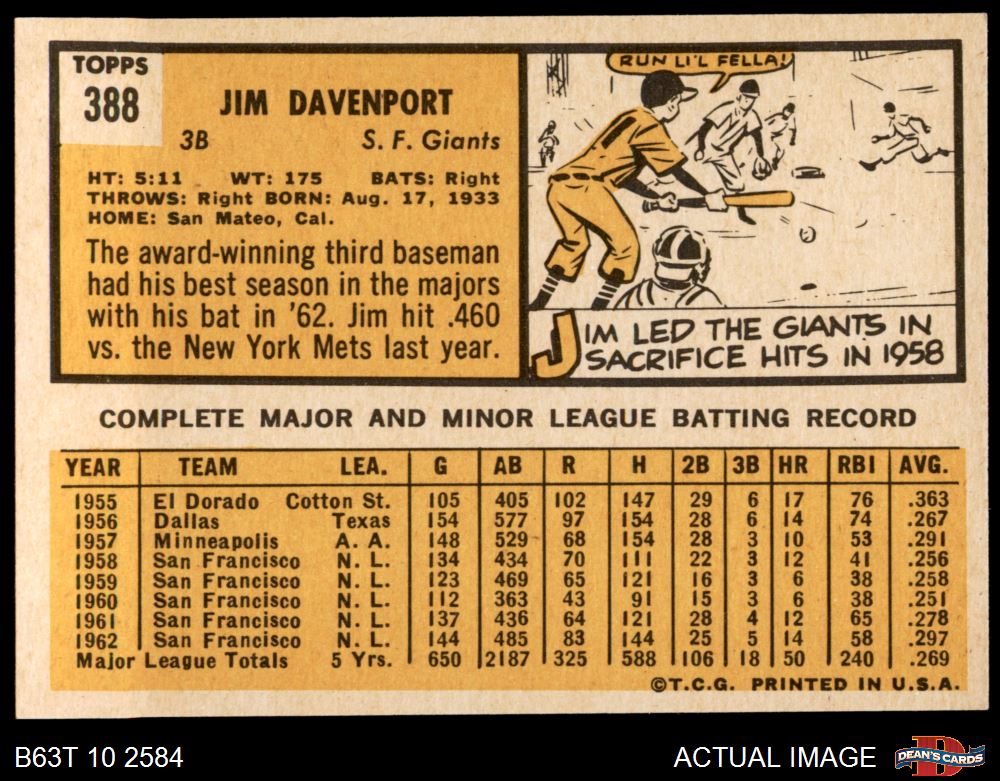 TOPPS
388
JIM DAVENPORT
3B S. F. Giants
HT: 5:11 WT: 175 BATS: Right
THROWS: Right BORN: Aug. 17, 1933
HOME: San Mateo, Cal.
The award-winning third baseman
had his best season in the majors
with his bat in '62. Jim hit .460
vs. the New York Mets last year.
RUN LI'L FELLA!
1
JIM LED THE GIANTS IN
SACRIFICE HITS IN 1958
COMPLETE MAJOR AND MINOR LEAGUE BATTING RECORD
YEAR TEAM LEA. G AB R H 2B 3B HR RBI AVG.
1955 El Dorado Cotton St. 105 405 102 147 29 6 17 76 .363
1956 Dallas Texas 154 577 97 154 28 6 14 74 .267
1957 Minneapolis A. A. 148 529 68 154 28 3 10 53 .291
1958 San Francisco N. L. 134 434 70 111 22 3 12 41 .256
1959 San Francisco N. L. 123 469 65 121 16 3 6 38 .258
1960 San Francisco N. L. 112 363 43 91 15 3 6 38 .251
1961 San Francisco N. L. 137 436 64 121 28 4 12 65 .278
1962 San Francisco N. L. 144 485 83 144 25 5 14 58 .297
Major League Totals 5 Yrs. 650 2187 325 588 106 18 50 240 .269
©T.C.G. PRINTED IN U.S.A.
B63T 10 2584 ACTUAL IMAGE
DEAN'S CARDS